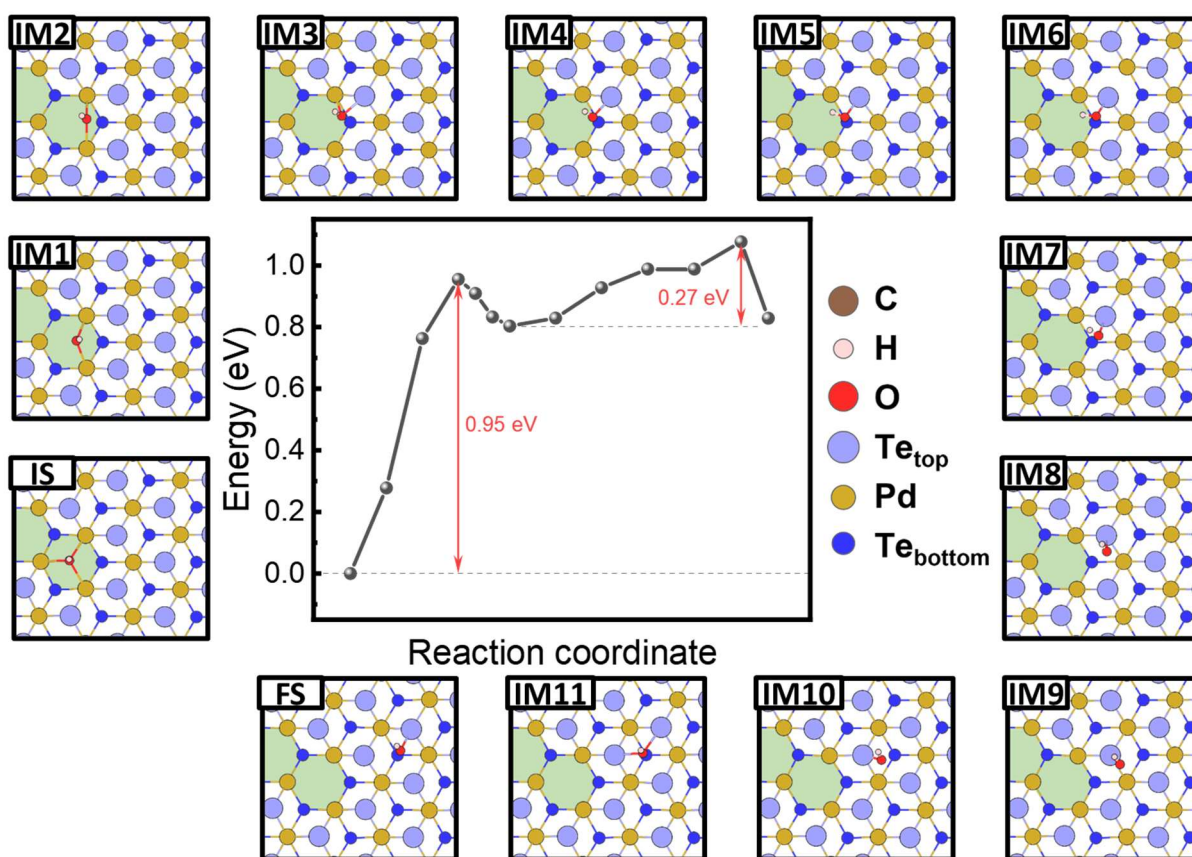 IM2
IM3
IM4
IM5
IM6
IM1
IM7
IS
IM8
FS
IM11
IM10
IM9
Energy (eV)
1.0
0.8
0.6
0.4
0.2
0.0
0.95 eV
0.27 eV
Reaction coordinate
C
H
O
Te_top
Pd
Te_bottom